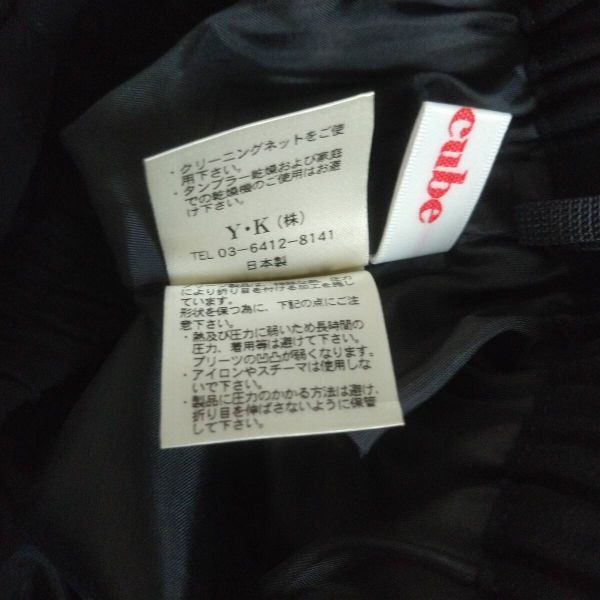 ・クリーニングネットをご使
用下さい。
・タンブラー乾燥および家庭
での乾燥機のご使用はお避
け下さい。
Y・K（株）
TEL 03-6412-8141
日本製
により折り目を付ける加工を施し
ています。
形状を保つ為に、下記の点にご注
意下さい。
・熱及び圧力に弱いため長時間の
圧力、着用等は避けて下さい。
プリーツの凹凸が弱くなります。
・アイロンやスチーマは使用しな
いで下さい。
・製品に圧力のかかる方法は避け、
折り目を伸ばさないように保管
して下さい。
cube